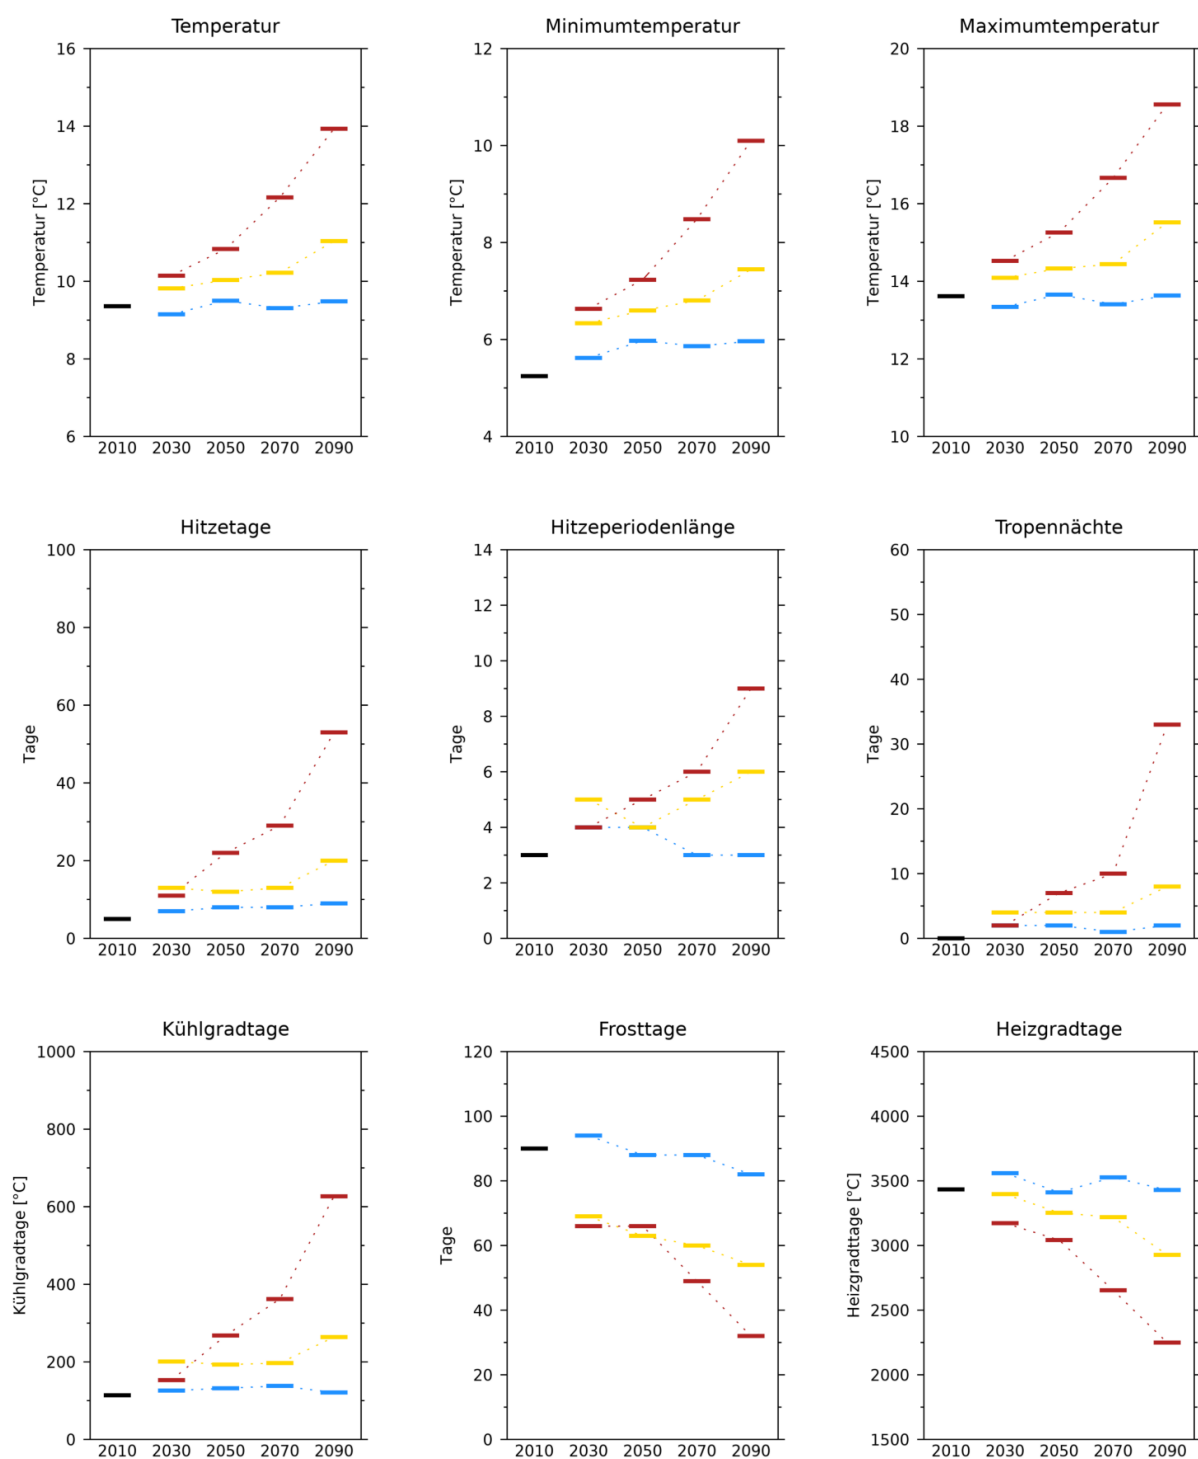 Temperatur
Temperatur [°C]
16
14
12
10
8
6
2010 2030 2050 2070 2090
Minimumtemperatur
12
10
8
6
4
2010 2030 2050 2070 2090
Maximumtemperatur
Temperatur [°C]
20
18
16
14
12
10
2010 2030 2050 2070 2090
Hitzetage
Tage
100
80
60
40
20
0
2010 2030 2050 2070 2090
Hitzeperiodenlänge
Tage
14
12
10
8
6
4
2
0
2010 2030 2050 2070 2090
Tropennächte
Tage
60
50
40
30
20
10
0
2010 2030 2050 2070 2090
Kühlgradtage
Kühlgradtage [°C]
1000
800
600
400
200
0
2010 2030 2050 2070 2090
Frosttage
Tage
120
100
80
60
40
20
0
2010 2030 2050 2070 2090
Heizgradtage
Heizgradttage [°C]
4500
4000
3500
3000
2500
2000
1500
2010 2030 2050 2070 2090